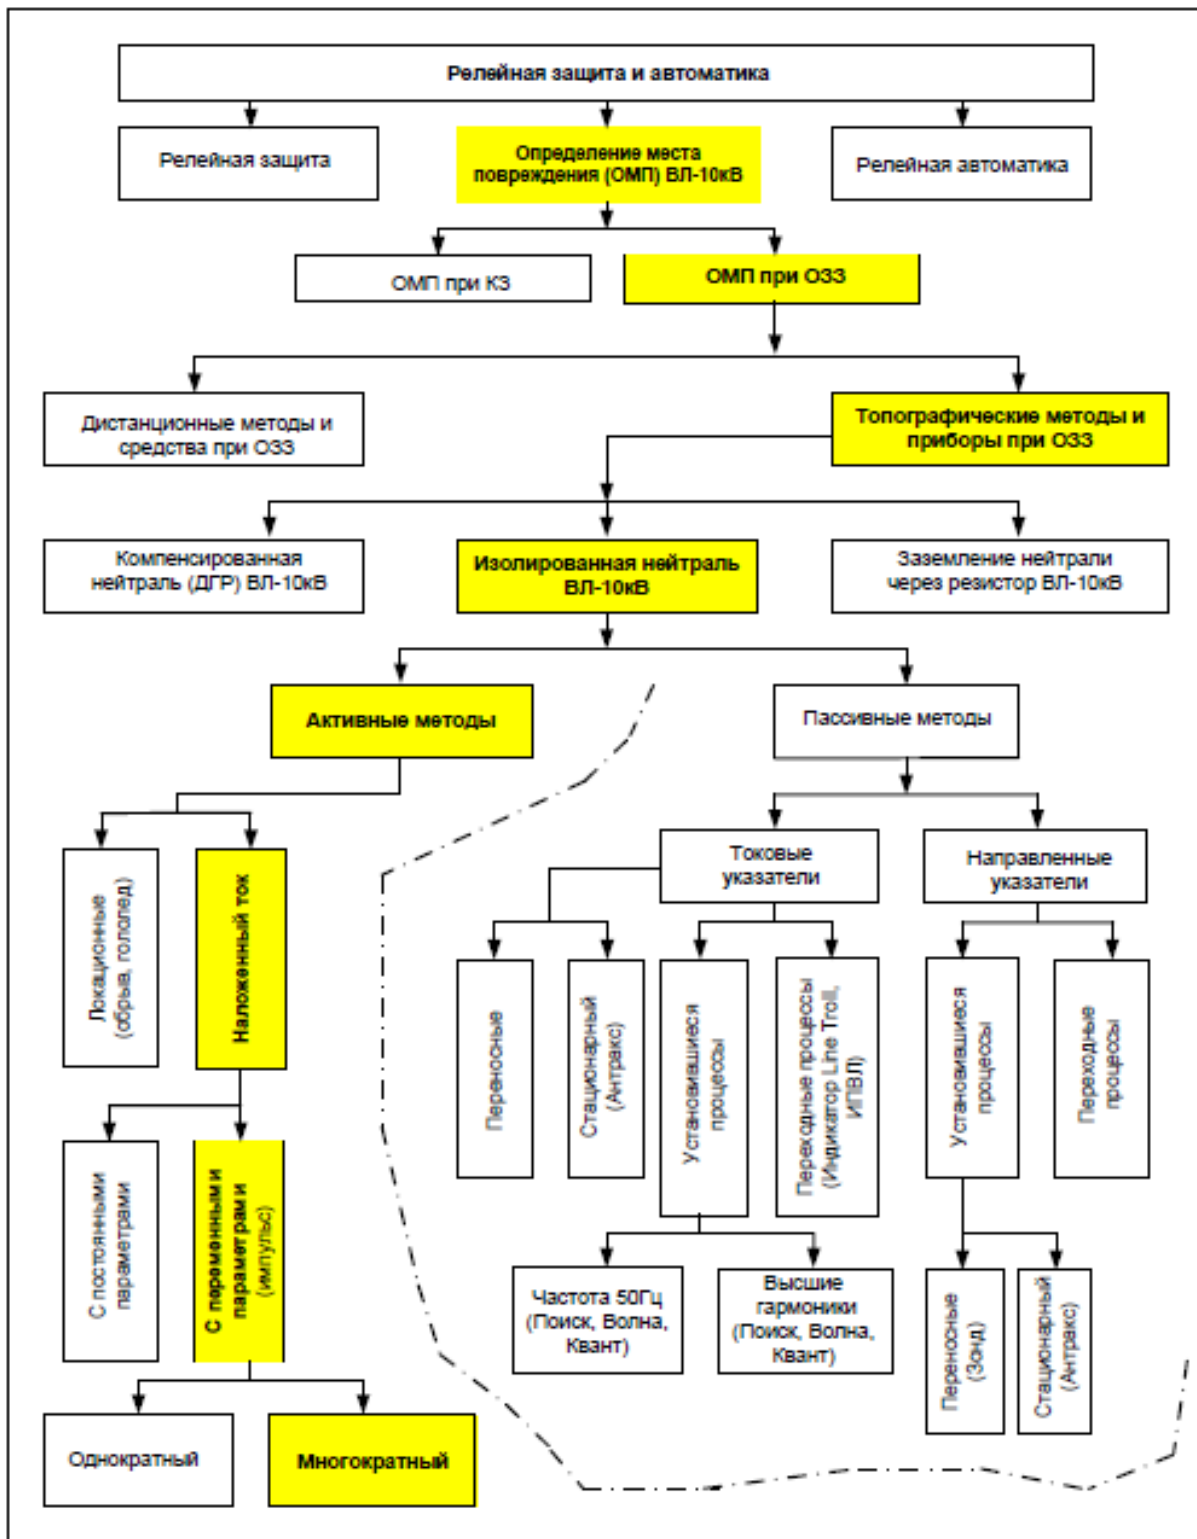 Релейная защита и автоматика
Релейная защита
Определение места
повреждения (ОМП) ВЛ-10кВ
Релейная автоматика
ОМП при КЗ
ОМП при ОЗЗ
Дистанционные методы и
средства при ОЗЗ
Топографические методы и
приборы при ОЗЗ
Компенсированная
нейтраль (ДГР) ВЛ-10кВ
Изолированная нейтраль
ВЛ-10кВ
Заземление нейтрали
через резистор ВЛ-10кВ
Активные методы
Пассивные методы
Токовые
указатели
Направленные
указатели
Локационные
(обрыв, гололед)
Наложенный ток
Переносные
Стационарный
(Антракс)
Установившиеся
процессы
Переходные процессы
(Индикатор Line Troll,
ИПВЛ)
Установившиеся
процессы
Переходные
процессы
С постоянными
параметрами
С переменными
параметрами
(импульс)
Частота 50Гц
(Поиск, Волна,
Квант)
Высшие
гармоники
(Поиск, Волна,
Квант)
Переносные
(Зонд)
Стационарный
(Антракс)
Однократный
Многократный